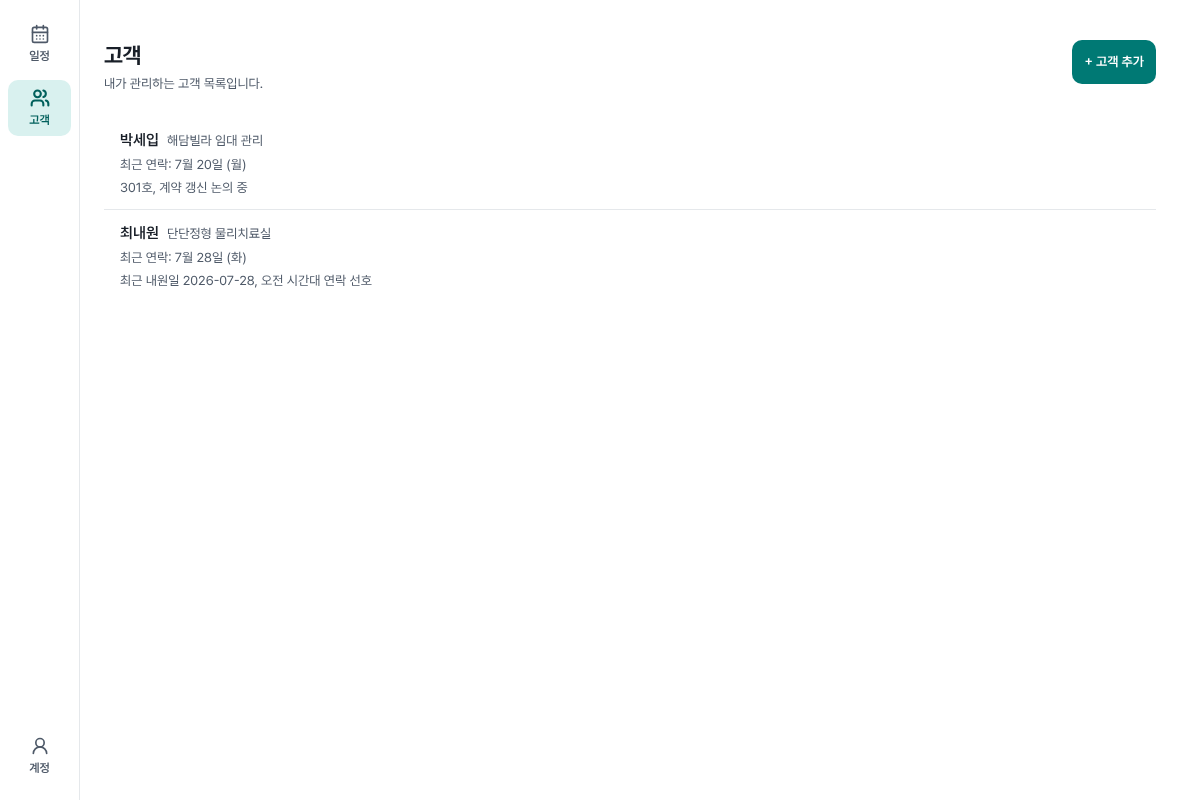 일정
고객
계정
고객
내가 관리하는 고객 목록입니다.
+ 고객 추가
박세입 해담빌라 임대 관리
최근 연락: 7월 20일 (월)
301호, 계약 갱신 논의 중
최내원 단단정형 물리치료실
최근 연락: 7월 28일 (화)
최근 내원일 2026-07-28, 오전 시간대 연락 선호